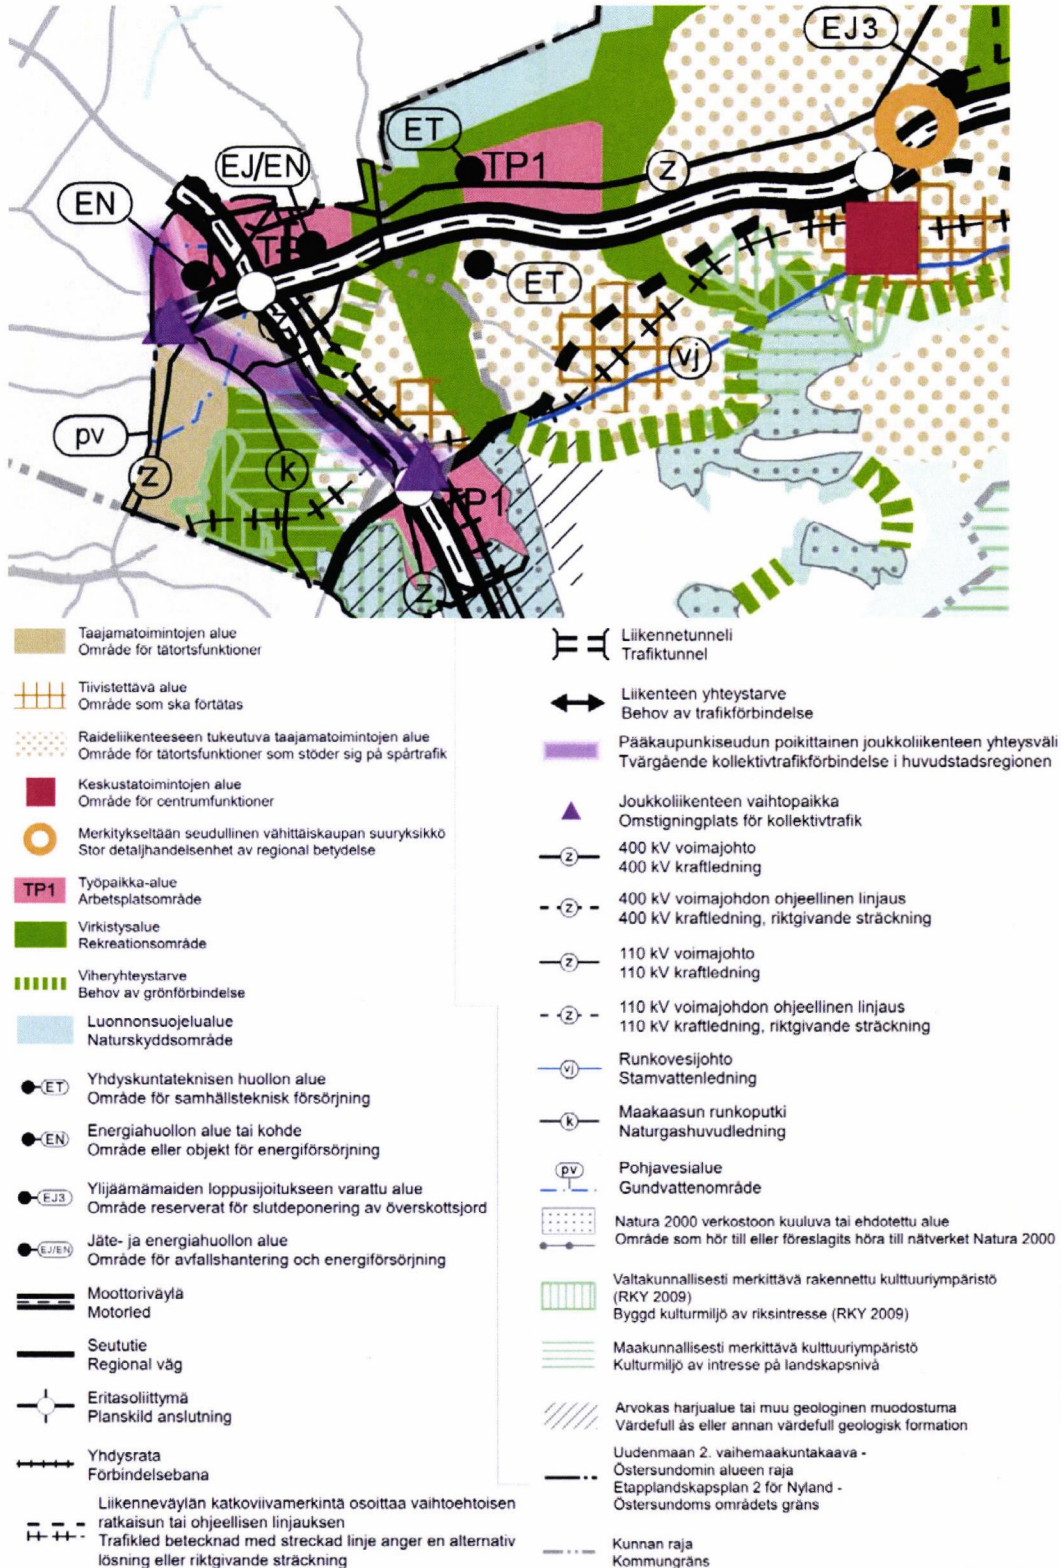 EJ3
ET
TP1
z
EJ/EN
EN
TP
ET
z
vj
pv
z
k
TP1
z
Taajamatoimintojen alue
Område för tätortsfunktioner
Tiivistettävä alue
Område som ska förtätas
Raideliikenteeseen tukeutuva taajamatoimintojen alue
Område för tätortsfunktioner som stöder sig på spårtrafik
Keskustatoimintojen alue
Område för centrumfunktioner
Merkitykseltään seudullinen vähittäiskaupan suuryksikkö
Stor detaljhandelsenhet av regional betydelse
TP1
Työpaikka-alue
Arbetsplatsområde
Virkistysalue
Rekreationsområde
Viheryhteystarve
Behov av grönförbindelse
Luonnonsuojelualue
Naturskyddsområde
ET
Yhdyskuntateknisen huollon alue
Område för samhällsteknisk försörjning
EN
Energiahuollon alue tai kohde
Område eller objekt för energiförsörjning
EJ3
Ylijäämämaiden loppusijoitukseen varattu alue
Område reserverat för slutdeponering av överskottsjord
EJ/EN
Jäte- ja energiahuollon alue
Område för avfallshantering och energiförsörjning
Moottoriväylä
Motorled
Seututie
Regional väg
Eritasoliittymä
Planskild anslutning
Yhdysrata
Förbindelsebana
Liikenneväylän katkoviivamerkintä osoittaa vaihtoehtoisen
ratkaisun tai ohjeellisen linjauksen
Trafikled betecknad med streckad linje anger en alternativ
lösning eller riktgivande sträckning
Liikennetunneli
Trafiktunnel
Liikenteen yhteystarve
Behov av trafikförbindelse
Pääkaupunkiseudun poikittainen joukkoliikenteen yhteysväli
Tvärgående kollektivtrafikförbindelse i huvudstadsregionen
Joukkoliikenteen vaihtopaikka
Omstigningplats för kollektivtrafik
z
400 kV voimajohto
400 kV kraftledning
z
400 kV voimajohdon ohjeellinen linjaus
400 kV kraftledning, riktgivande sträckning
z
110 kV voimajohto
110 kV kraftledning
z
110 kV voimajohdon ohjeellinen linjaus
110 kV kraftledning, riktgivande sträckning
vj
Runkovesijohto
Stamvattenledning
k
Maakaasun runkoputki
Naturgashuvudledning
pv
Pohjavesialue
Gundvattenområde
Natura 2000 verkostoon kuuluva tai ehdotettu alue
Område som hör till eller föreslagits höra till nätverket Natura 2000
Valtakunnallisesti merkittävä rakennettu kulttuuriympäristö
(RKY 2009)
Byggd kulturmiljö av riksintresse (RKY 2009)
Maakunnallisesti merkittävä kulttuuriympäristö
Kulturmiljö av intresse på landskapsnivå
Arvokas harjualue tai muu geologinen muodostuma
Värdefull ås eller annan värdefull geologisk formation
Uudenmaan 2. vaihemaakuntakaava -
Östersundomin alueen raja
Etapplandskapsplan 2 för Nyland -
Östersundoms områdets gräns
Kunnan raja
Kommungräns